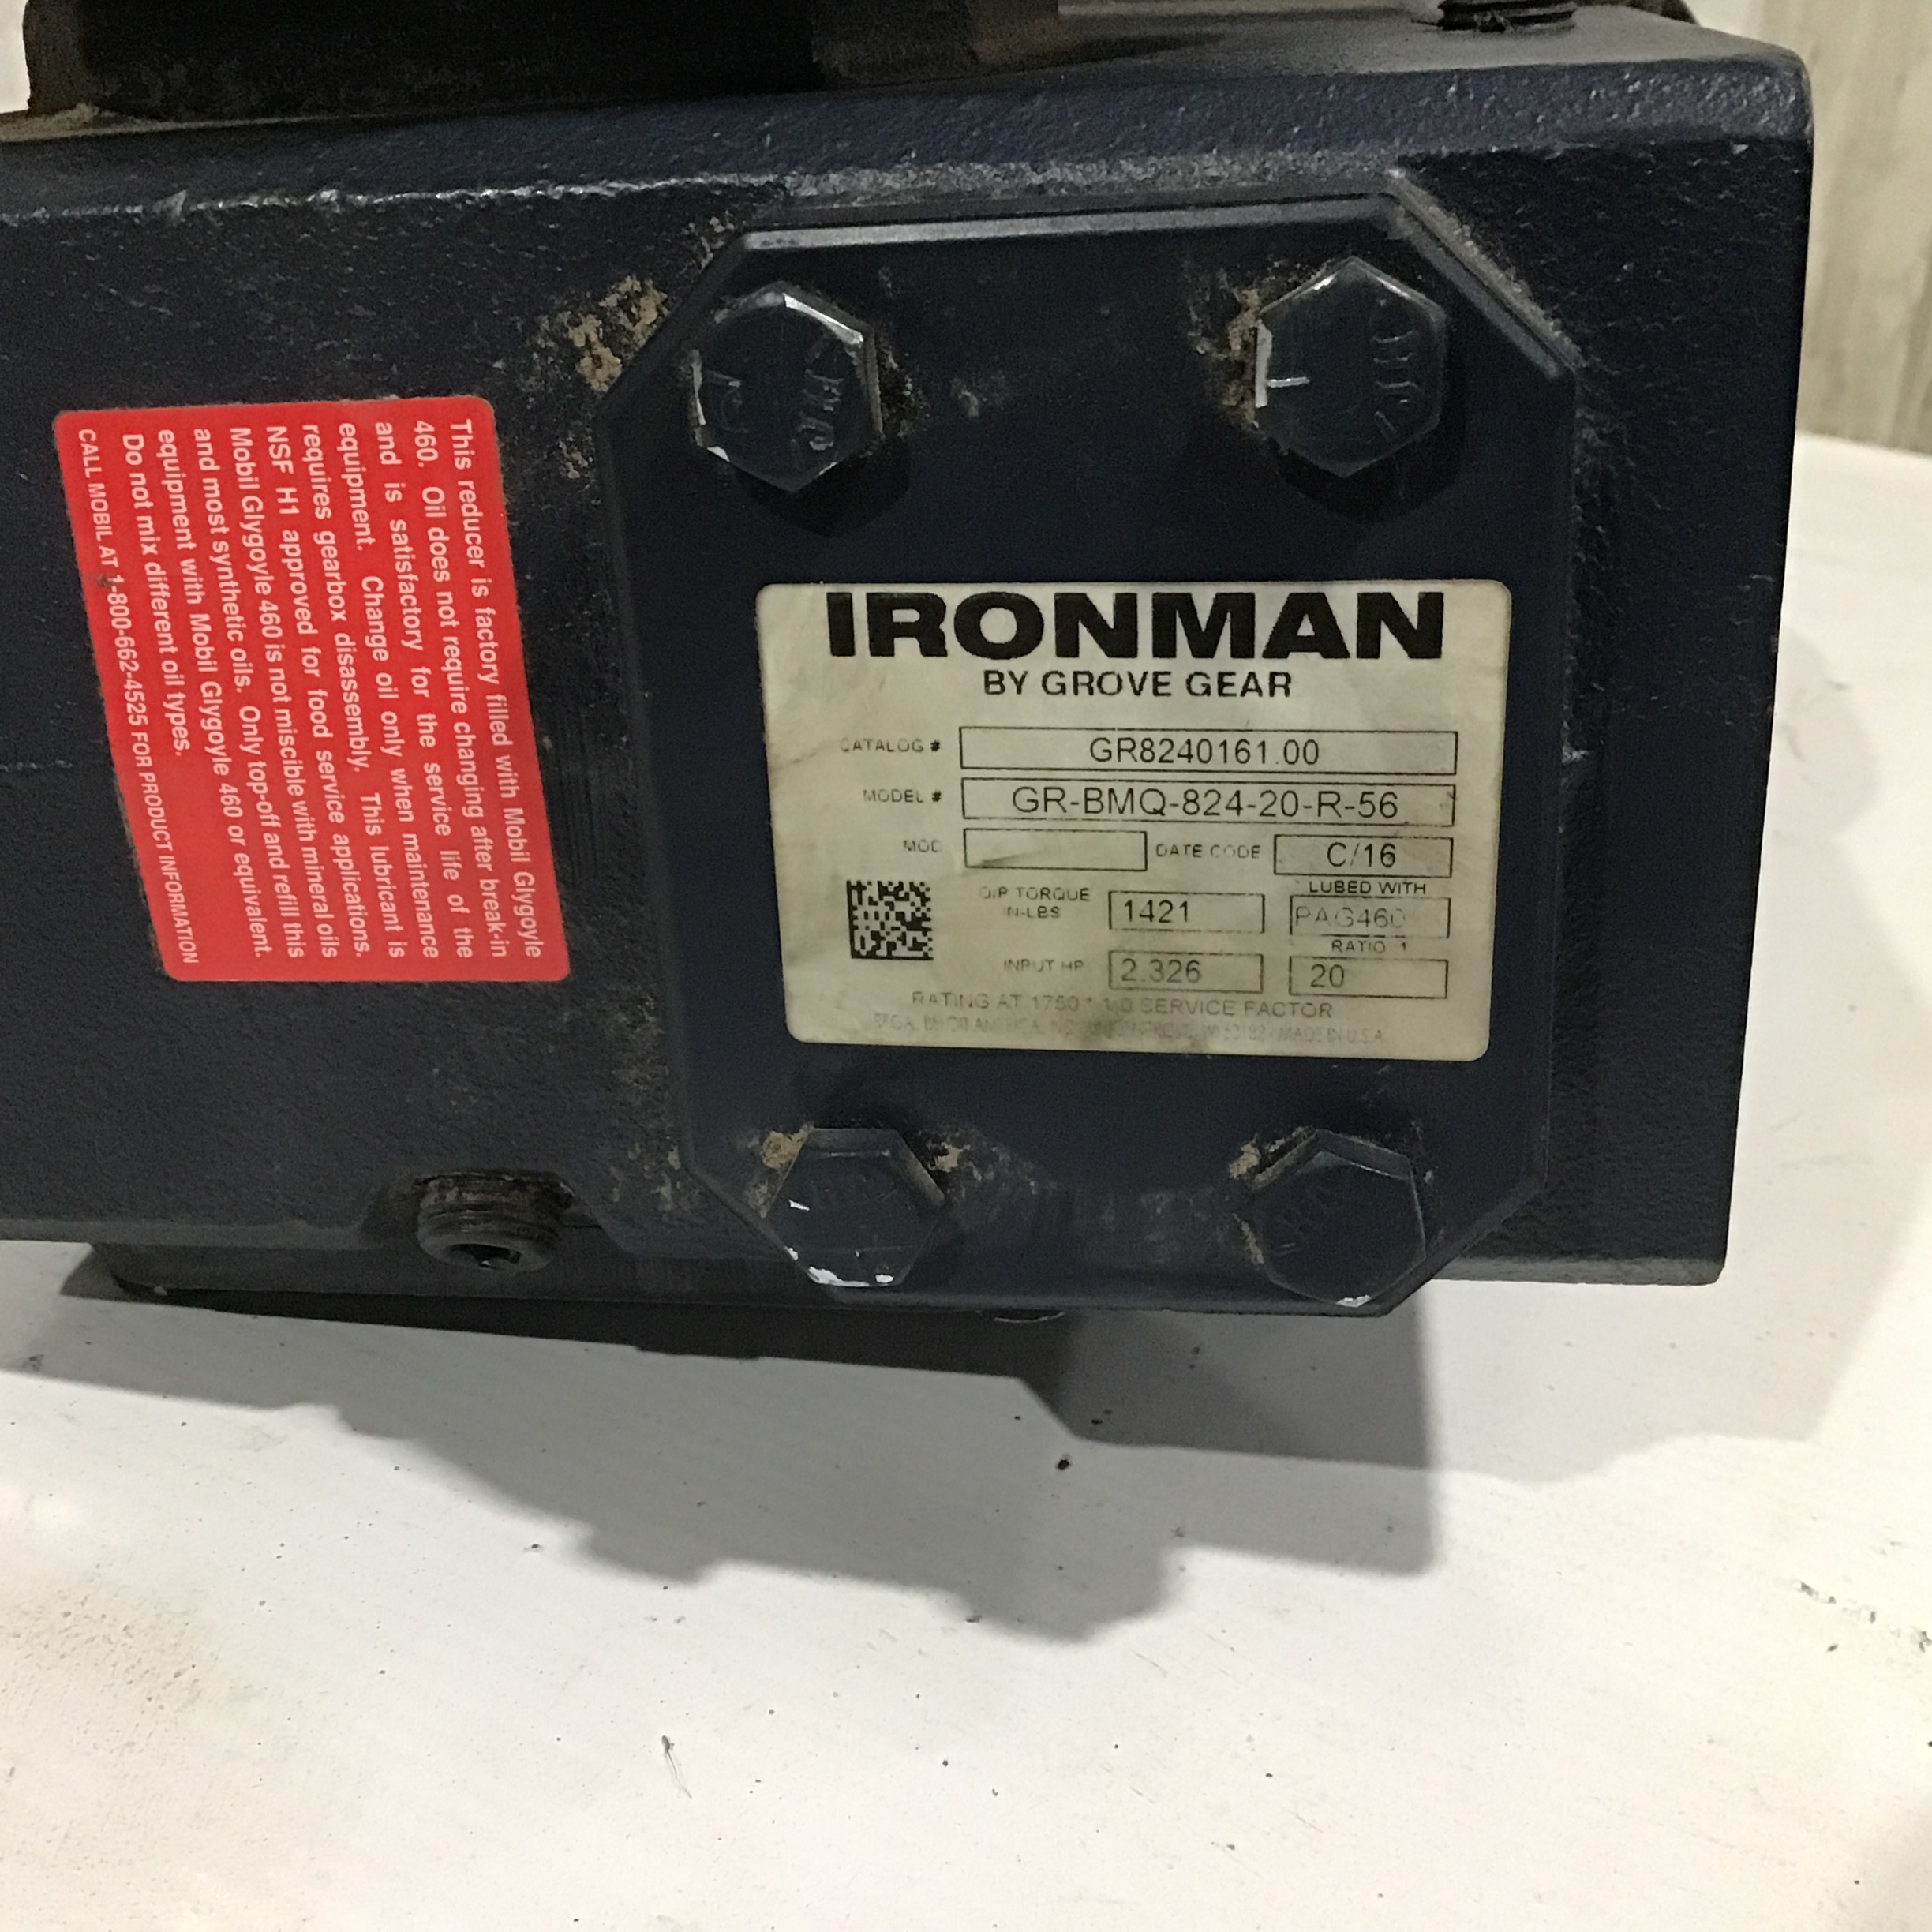 This reducer is factory filled with Mobil Glygoyle
460. Oil does not require changing after break-in
and is satisfactory for the service life of the
equipment. Change oil only when maintenance
requires gearbox disassembly. This lubricant is
NSF H1 approved for food service applications.
Mobil Glygoyle 460 is not miscible with mineral oils
and most synthetic oils. Only top-off and refill this
equipment with Mobil Glygoyle 460 or equivalent.
Do not mix different oil types.
CALL MOBIL AT 1-800-662-4525 FOR PRODUCT INFORMATION
IRONMAN
BY GROVE GEAR
CATALOG # GR8240161.00
MODEL # GR-BMQ-824-20-R-56
MOD DATE CODE C/16
O/P TORQUE IN-LBS 1421
LUBED WITH PAG460
INPUT HP 2.326
RATIO :1 20
RATING AT 1750 * 1.0 SERVICE FACTOR
MADE IN U.S.A.